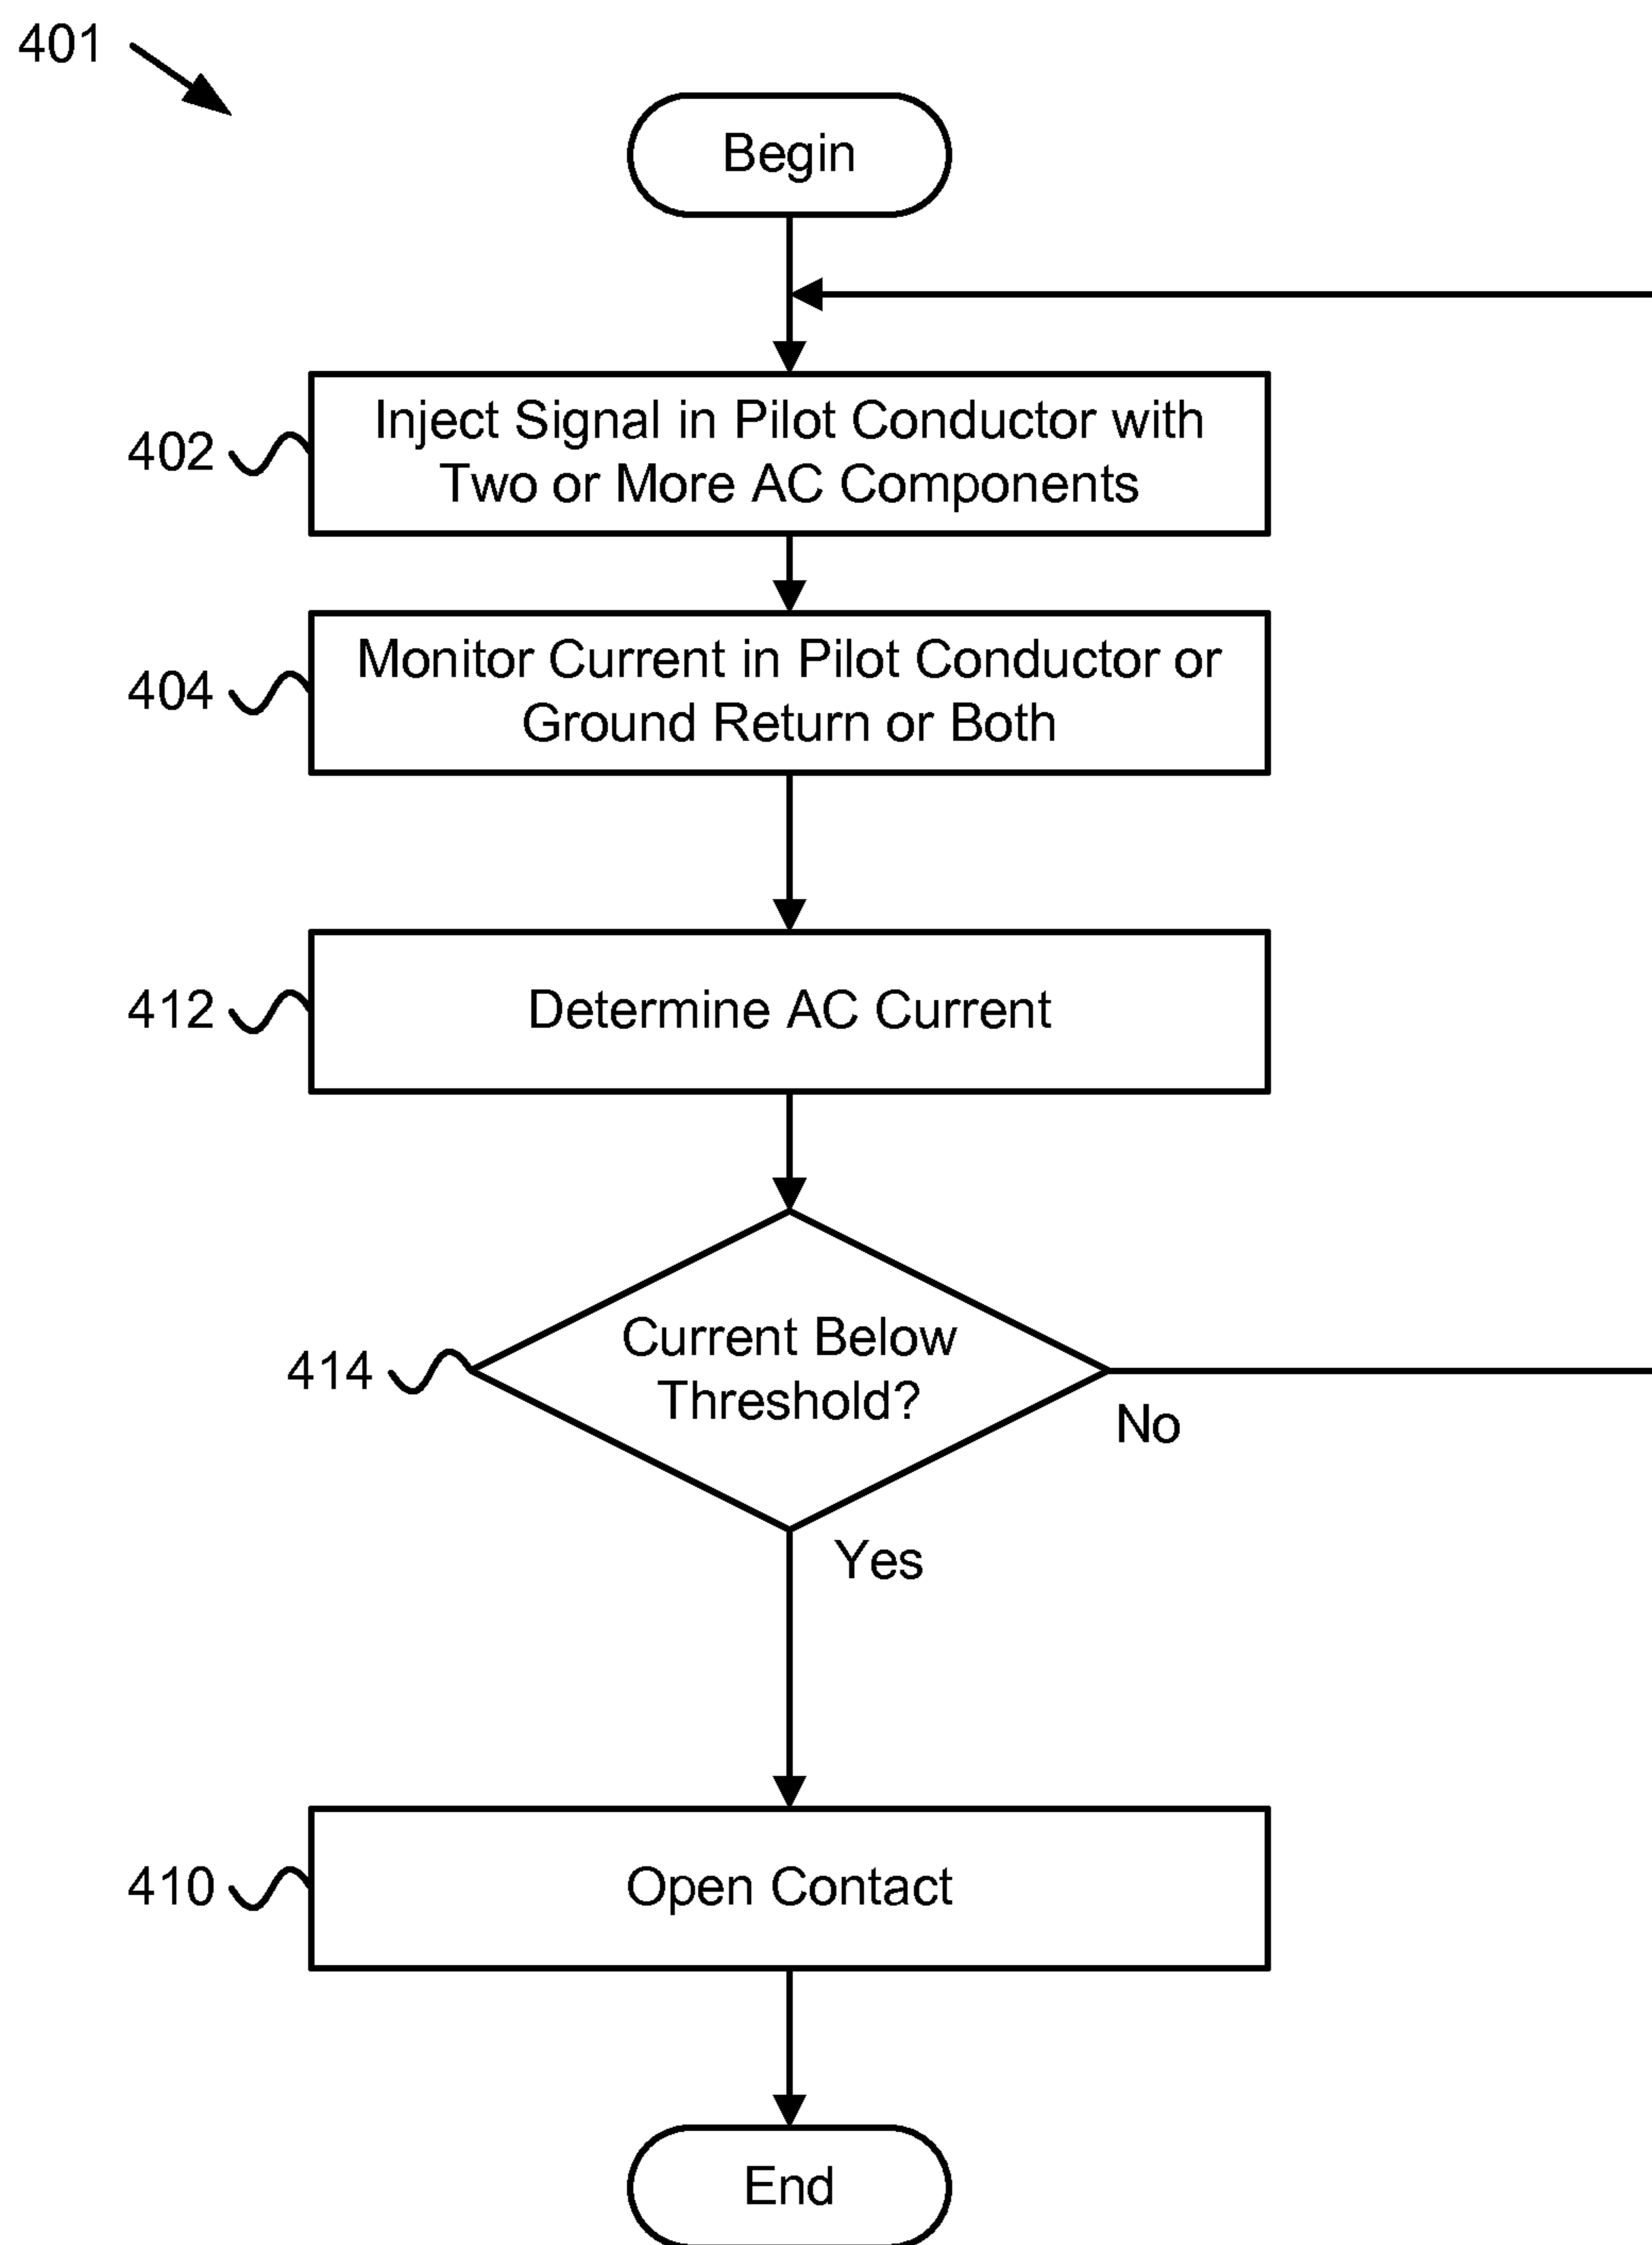 401
Begin
402
Inject Signal in Pilot Conductor with
Two or More AC Components
404
Monitor Current in Pilot Conductor or
Ground Return or Both
412
Determine AC Current
414
Current Below
Threshold?
No
Yes
410
Open Contact
End